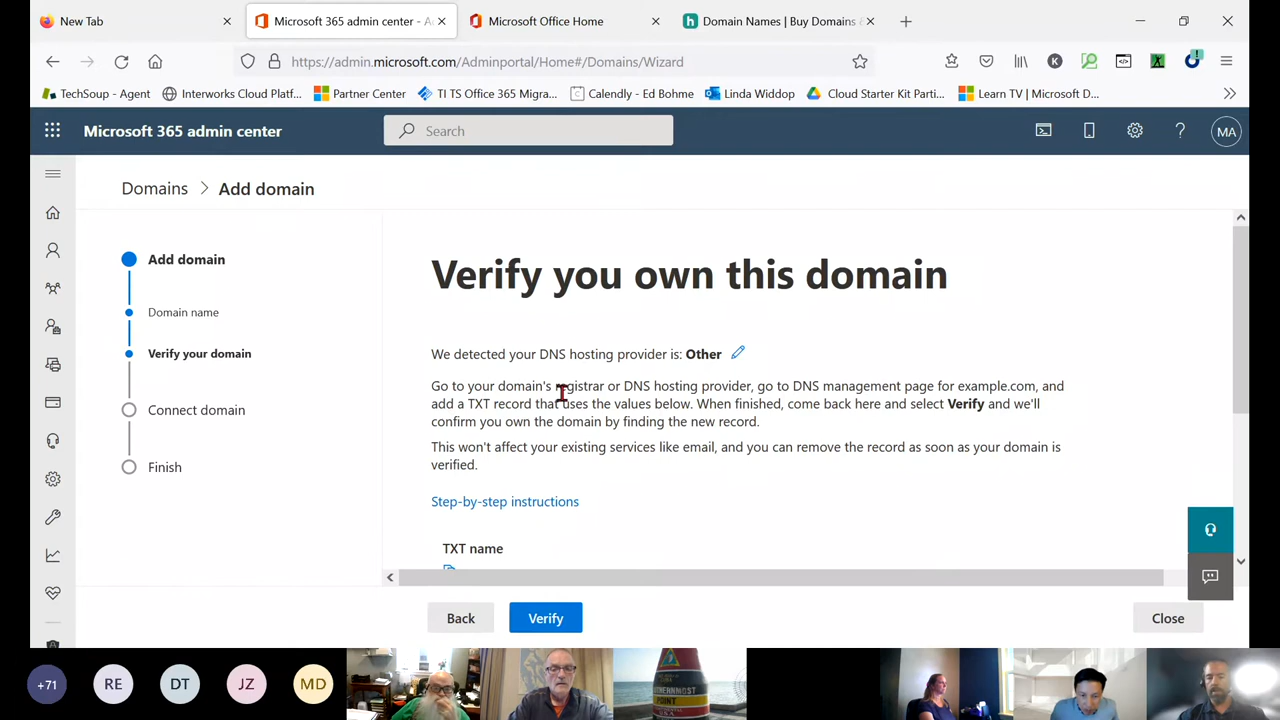 New Tab
Microsoft 365 admin center - A
Microsoft Office Home
Domain Names | Buy Domains &
https://admin.microsoft.com/Adminportal/Home#/Domains/Wizard
TechSoup - Agent
Interworks Cloud Platf...
Partner Center
TI TS Office 365 Migra...
Calendly - Ed Bohme
Linda Widdop
Cloud Starter Kit Parti...
Learn TV | Microsoft D...
Microsoft 365 admin center
Search
MA
Domains > Add domain
Add domain
Domain name
Verify your domain
Connect domain
Finish
Verify you own this domain
We detected your DNS hosting provider is: Other
Go to your domain's registrar or DNS hosting provider, go to DNS management page for example.com, and
add a TXT record that uses the values below. When finished, come back here and select Verify and we'll
confirm you own the domain by finding the new record.
This won't affect your existing services like email, and you can remove the record as soon as your domain is
verified.
Step-by-step instructions
TXT name
Back
Verify
Close
+71
RE
DT
JZ
MD